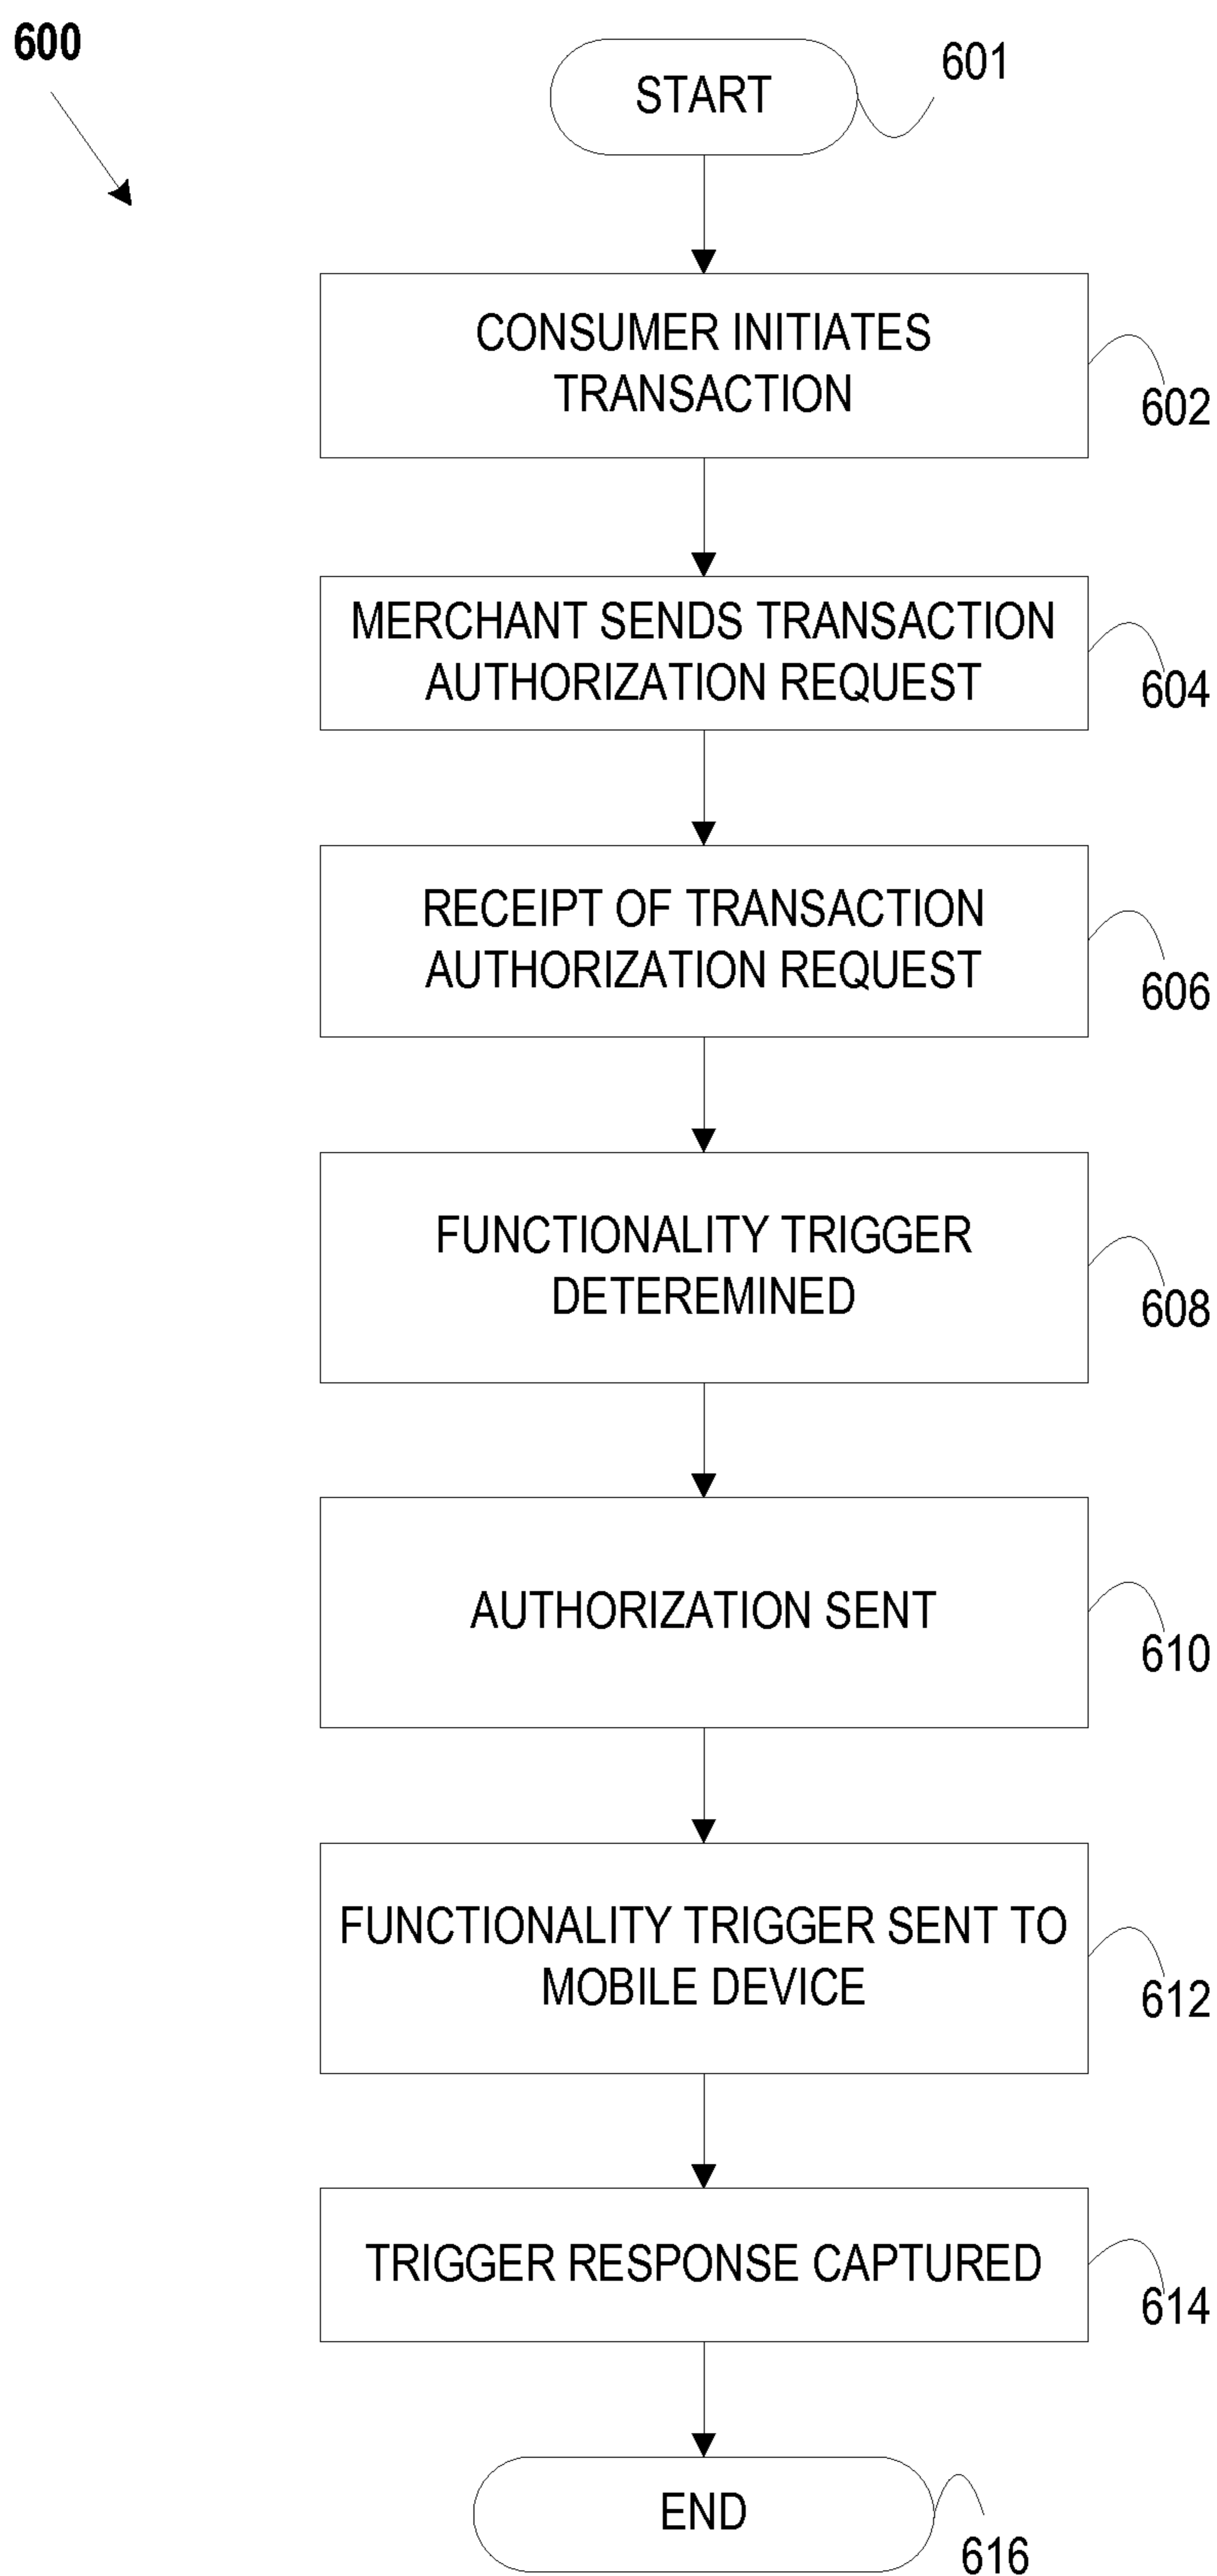 600
START
601
CONSUMER INITIATES
TRANSACTION
602
MERCHANT SENDS TRANSACTION
AUTHORIZATION REQUEST
604
RECEIPT OF TRANSACTION
AUTHORIZATION REQUEST
606
FUNCTIONALITY TRIGGER
DETEREMINED
608
AUTHORIZATION SENT
610
FUNCTIONALITY TRIGGER SENT TO
MOBILE DEVICE
612
TRIGGER RESPONSE CAPTURED
614
END
616